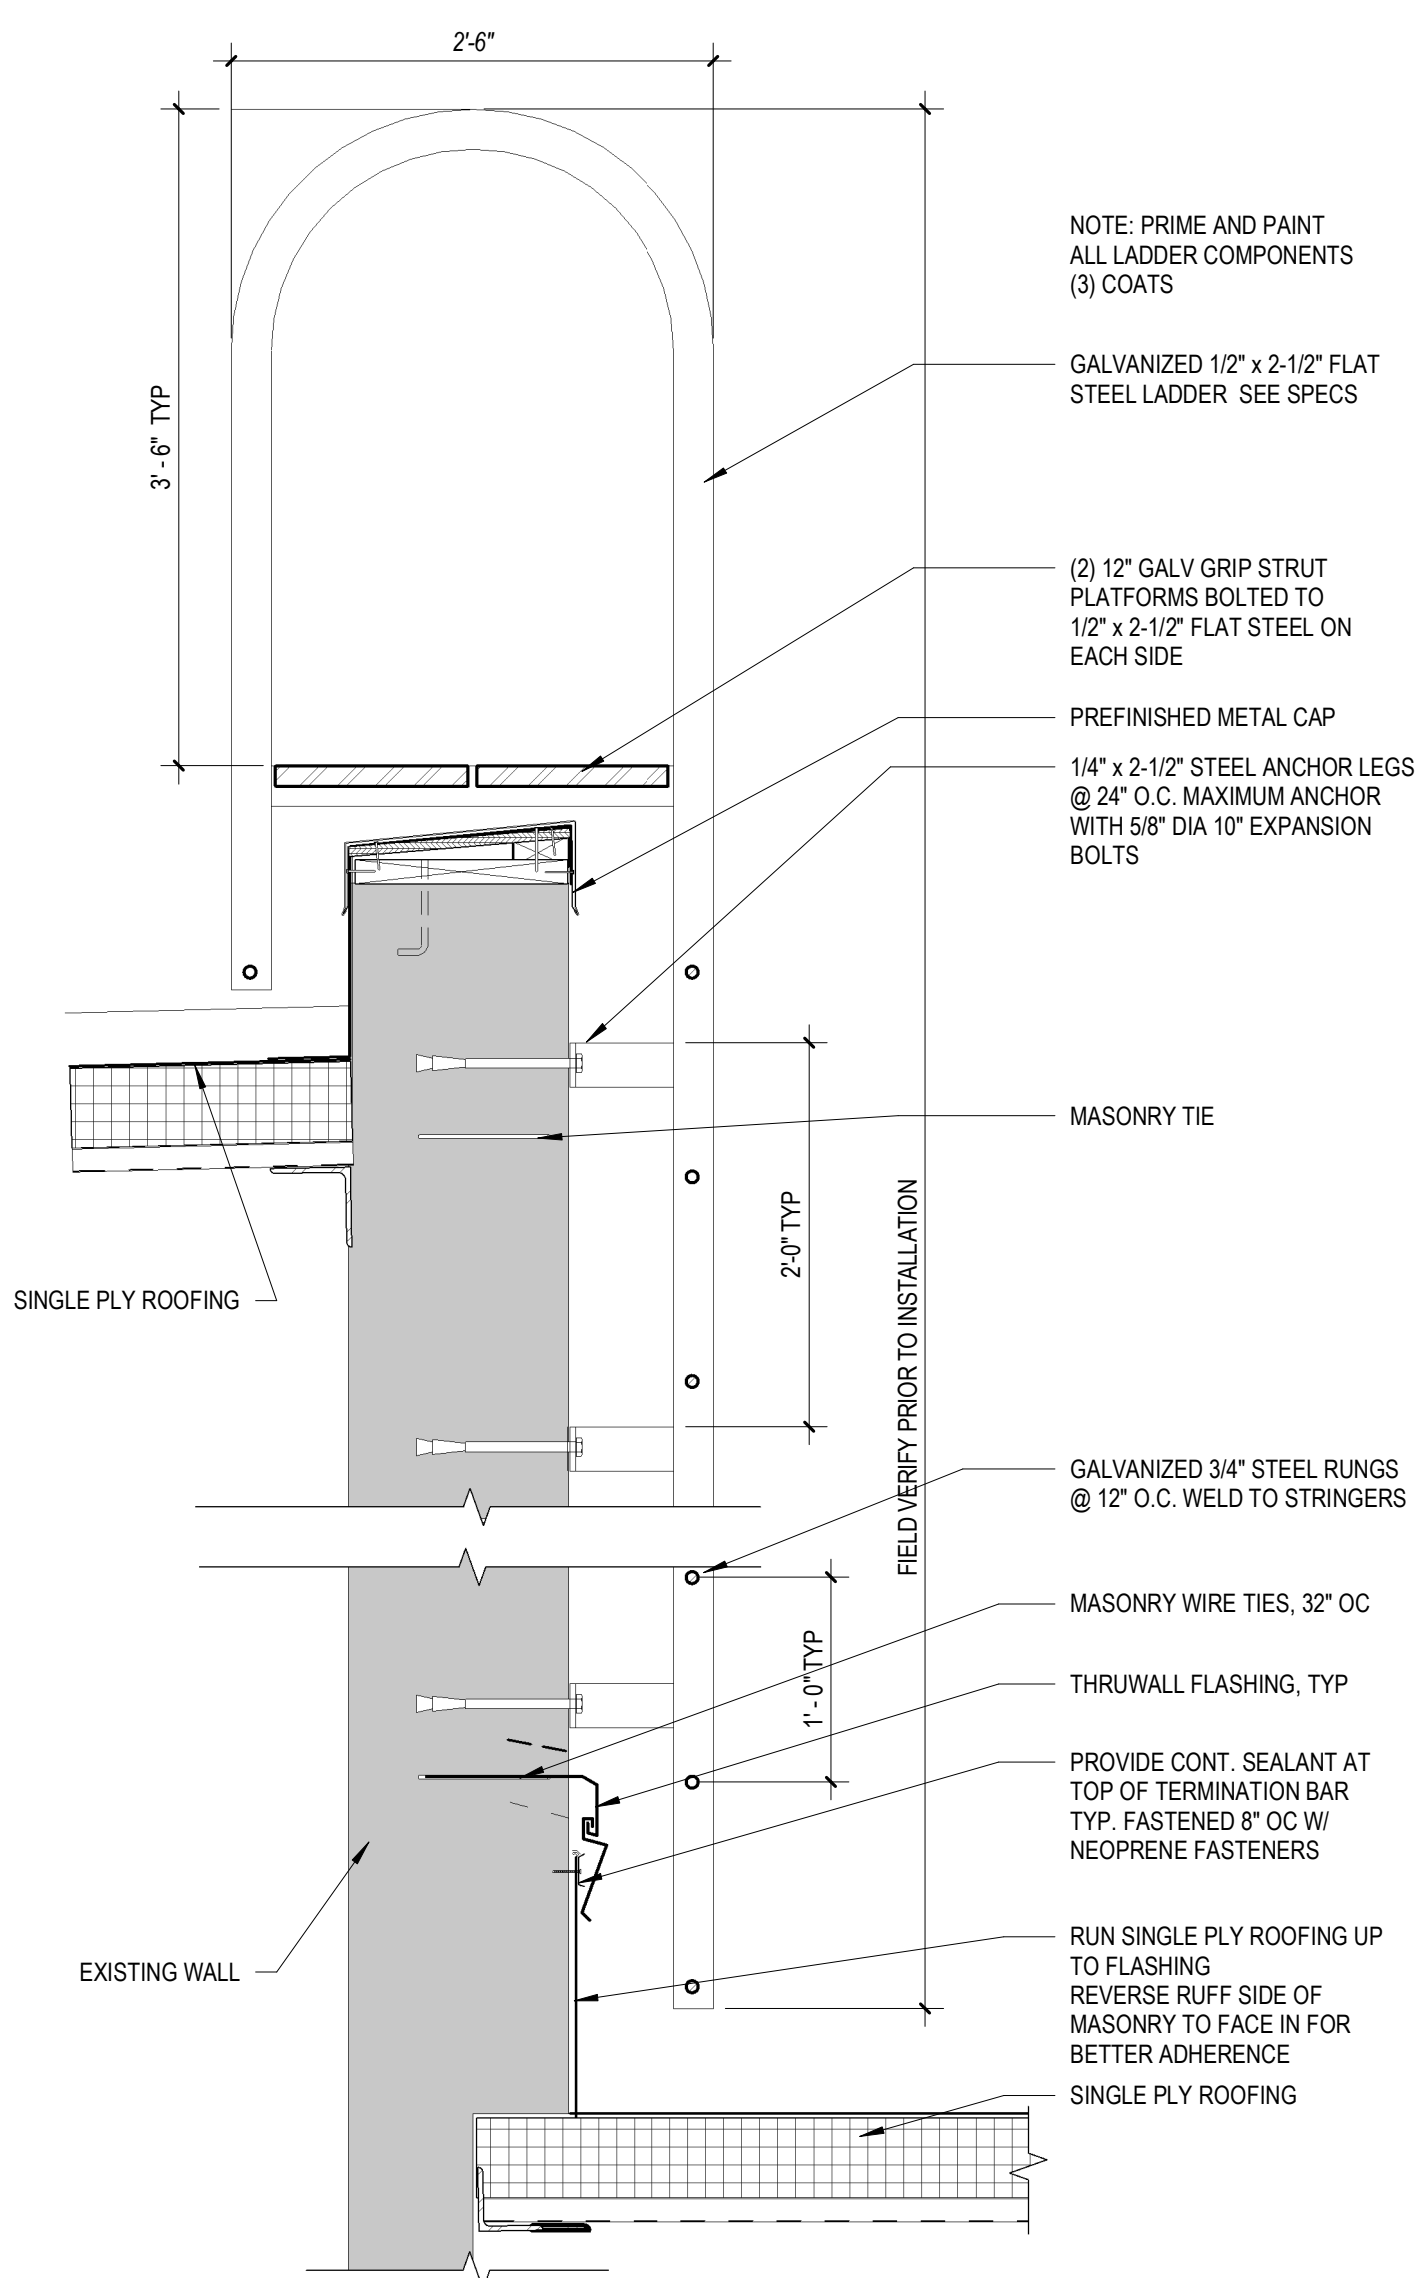 2'-6"
NOTE: PRIME AND PAINT
ALL LADDER COMPONENTS
(3) COATS
GALVANIZED 1/2" x 2-1/2" FLAT
STEEL LADDER  SEE SPECS
3' - 6"  TYP
(2) 12" GALV GRIP STRUT
PLATFORMS BOLTED TO
1/2" x 2-1/2" FLAT STEEL ON
EACH SIDE
PREFINISHED METAL CAP
1/4" x 2-1/2" STEEL ANCHOR LEGS
@ 24" O.C. MAXIMUM ANCHOR
WITH 5/8" DIA 10" EXPANSION
BOLTS
MASONRY TIE
2'-0" TYP
FIELD VERIFY PRIOR TO INSTALLATION
SINGLE PLY ROOFING
GALVANIZED 3/4" STEEL RUNGS
@ 12" O.C. WELD TO STRINGERS
MASONRY WIRE TIES, 32" OC
1' - 0" TYP
THRUWALL FLASHING, TYP
PROVIDE CONT. SEALANT AT
TOP OF TERMINATION BAR
TYP. FASTENED 8" OC W/
NEOPRENE FASTENERS
EXISTING WALL
RUN SINGLE PLY ROOFING UP
TO FLASHING
REVERSE RUFF SIDE OF
MASONRY TO FACE IN FOR
BETTER ADHERENCE
SINGLE PLY ROOFING